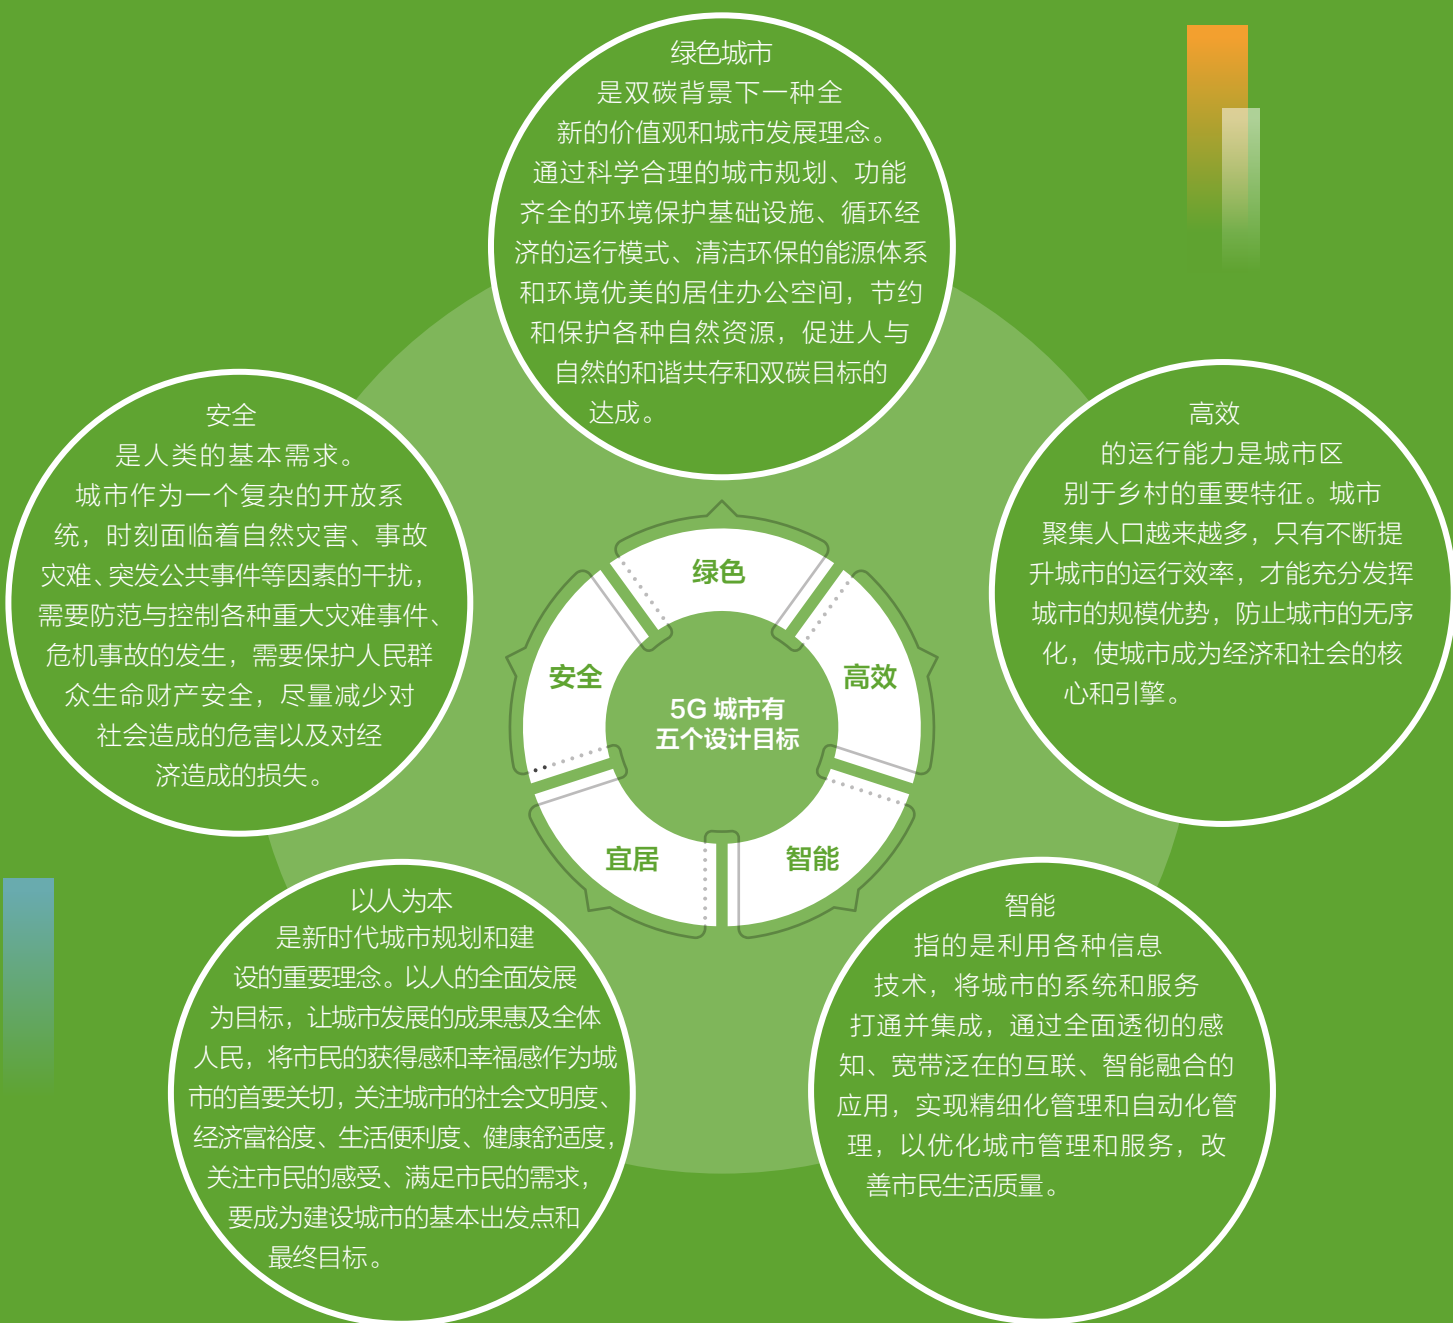 绿色城市
是双碳背景下一种全
新的价值观和城市发展理念。
通过科学合理的城市规划、功能
齐全的环境保护基础设施、循环经
济的运行模式、清洁环保的能源体系
和环境优美的居住办公空间，节约
和保护各种自然资源，促进人与
自然的和谐共存和双碳目标的
达成。
安全
是人类的基本需求。
城市作为一个复杂的开放系
统，时刻面临着自然灾害、事故
灾难、突发公共事件等因素的干扰，
需要防范与控制各种重大灾难事件、
危机事故的发生，需要保护人民群
众生命财产安全，尽量减少对
社会造成的危害以及对经
济造成的损失。
高效
的运行能力是城市区
别于乡村的重要特征。城市
聚集人口越来越多，只有不断提
升城市的运行效率，才能充分发挥
城市的规模优势，防止城市的无序
化，使城市成为经济和社会的核
心和引擎。
绿色
安全
高效
5G 城市有
五个设计目标
宜居
智能
以人为本
是新时代城市规划和建
设的重要理念。以人的全面发展
为目标，让城市发展的成果惠及全体
人民，将市民的获得感和幸福感作为城
市的首要关切，关注城市的社会文明度、
经济富裕度、生活便利度、健康舒适度，
关注市民的感受、满足市民的需求，
要成为建设城市的基本出发点和
最终目标。
智能
指的是利用各种信息
技术，将城市的系统和服务
打通并集成，通过全面透彻的感
知、宽带泛在的互联、智能融合的
应用，实现精细化管理和自动化管
理，以优化城市管理和服务，改
善市民生活质量。